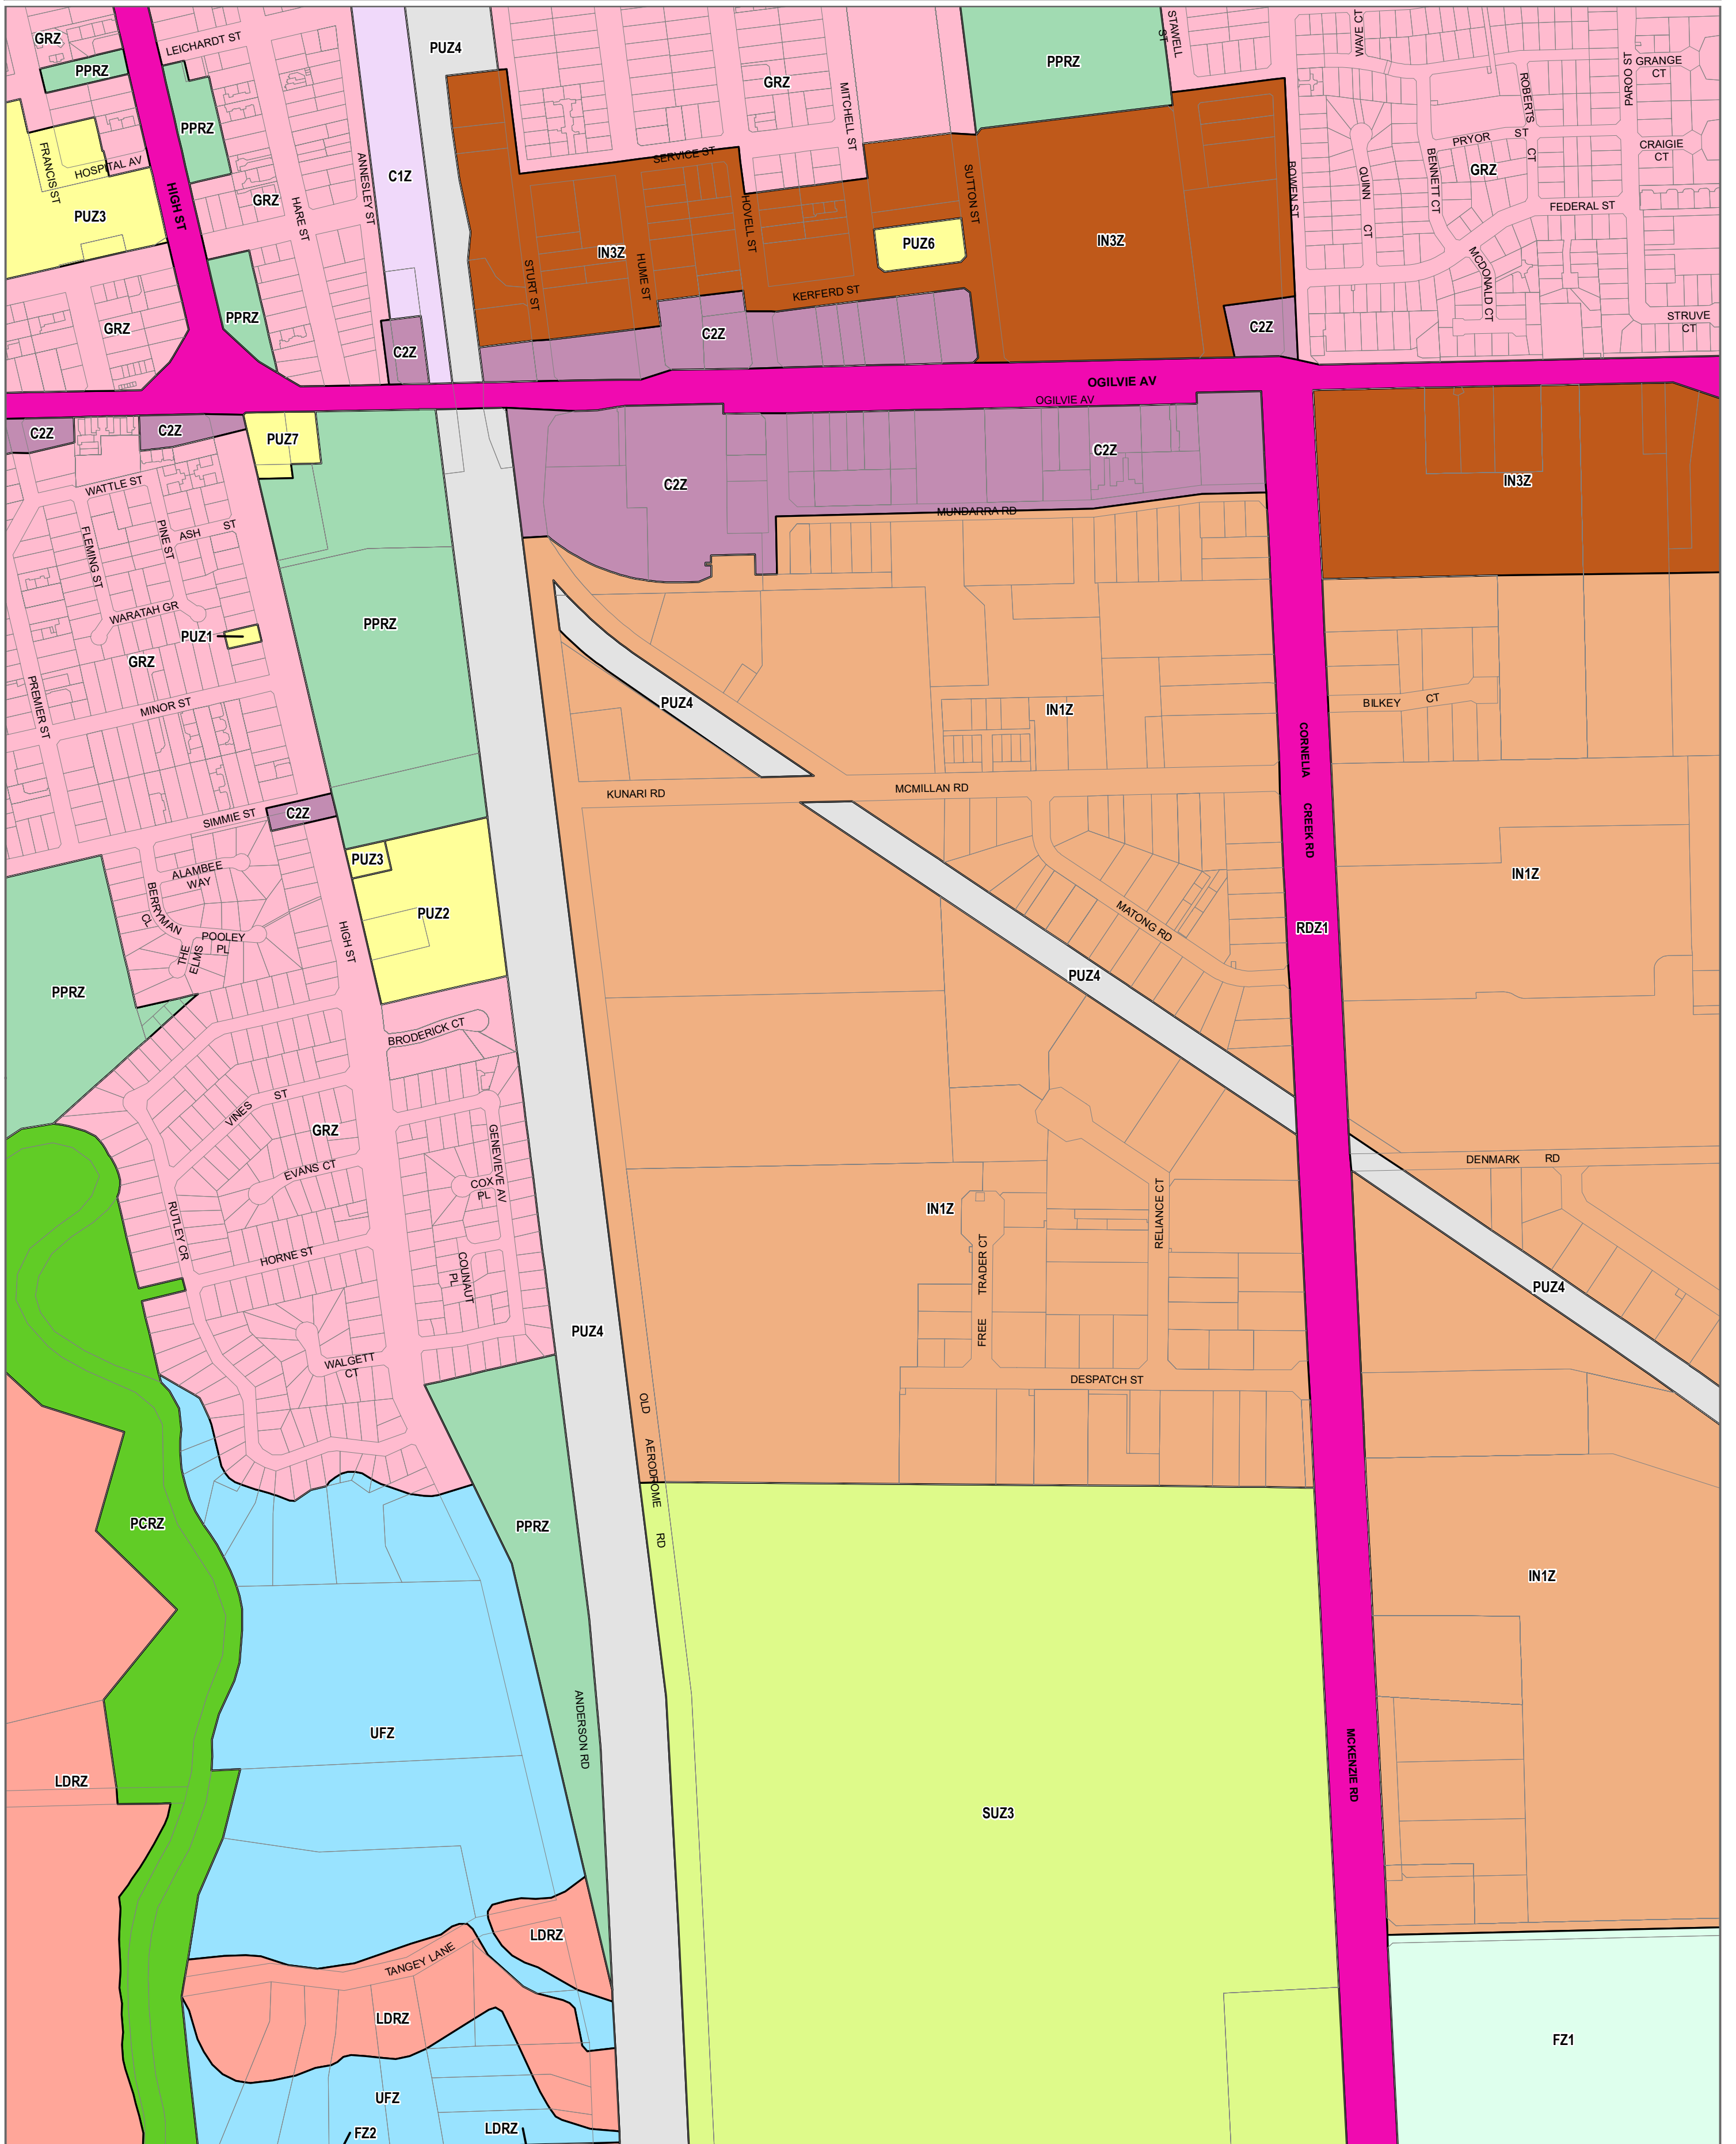 GRZ
LEICHARDT ST
PUZ4
PPRZ
STAWELL
ST
WAVE CT
PAROO ST
GRANGE
CT
PPRZ
GRZ
MITCHELL ST
ROBERTS
CT
PPRZ
FRANCIS ST
HOSPITAL AV
SERVICE ST
PRYOR ST
CRAIGIE
CT
ANNESLEY ST
C1Z
GRZ
HIGH ST
GRZ
HARE ST
SUTTON ST
BOWEN ST
QUINN CT
BENNETT CT
FEDERAL ST
PUZ3
HOVELL ST
PUZ6
IN3Z
IN3Z
STURT ST
HUME ST
KERFERD ST
MCDONALD CT
PPRZ
GRZ
C2Z
C2Z
C2Z
STRUVE
CT
OGILVIE AV
OGILVIE AV
C2Z
C2Z
PUZ7
C2Z
C2Z
IN3Z
WATTLE ST
MUNDARRA RD
FLEMING ST
PINE ST
ASH ST
WARATAH GR
PPRZ
PUZ1
GRZ
PREMIER ST
MINOR ST
PUZ4
IN1Z
BILKEY CT
CORNELIA CREEK RD
KUNARI RD
MCMILLAN RD
SIMMIE ST
C2Z
PUZ3
ALAMBEE
WAY
IN1Z
BERRYMAN
CL
PUZ2
MATONG RD
RDZ1
HIGH ST
POOLEY
PL
THE
ELMS
PUZ4
PPRZ
BRODERICK CT
VINES ST
GRZ
GENEVIEVE AV
DENMARK RD
EVANS CT
COX
PL
RUTLEY CR
IN1Z
RELIANCE CT
HORNE ST
COUNAUT
PL
FREE TRADER CT
PUZ4
PUZ4
WALGETT
CT
DESPATCH ST
OLD AERODROME RD
PCRZ
PPRZ
IN1Z
ANDERSON RD
UFZ
LDRZ
MCKENZIE RD
SUZ3
LDRZ
TANGEY LANE
LDRZ
FZ1
UFZ
LDRZ
FZ2